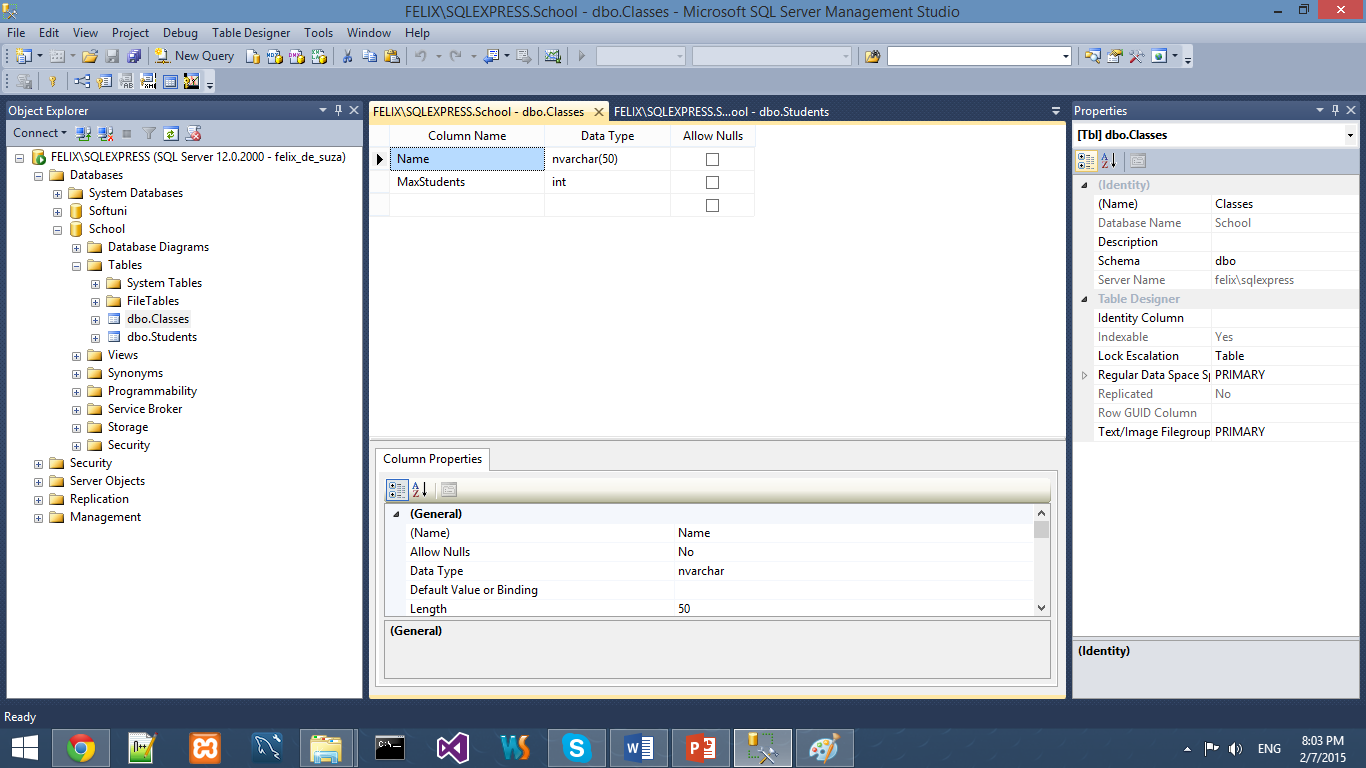 FELIX\SQLEXPRESS.School - dbo.Classes - Microsoft SQL Server Management Studio
File Edit View Project Debug Table Designer Tools Window Help
New Query
Object Explorer
Connect
FELIX\SQLEXPRESS (SQL Server 12.0.2000 - felix_de_suza)
Databases
System Databases
Softuni
School
Database Diagrams
Tables
System Tables
FileTables
dbo.Classes
dbo.Students
Views
Synonyms
Programmability
Service Broker
Storage
Security
Security
Server Objects
Replication
Management
FELIX\SQLEXPRESS.School - dbo.Classes FELIX\SQLEXPRESS.S...ool - dbo.Students
Column Name Data Type Allow Nulls
Name nvarchar(50)
MaxStudents int
Column Properties
(General)
(Name) Name
Allow Nulls No
Data Type nvarchar
Default Value or Binding
Length 50
(General)
Properties
[Tbl] dbo.Classes
(Identity)
(Name) Classes
Database Name School
Description
Schema dbo
Server Name felix\sqlexpress
Table Designer
Identity Column
Indexable Yes
Lock Escalation Table
Regular Data Space Sp PRIMARY
Replicated No
Row GUID Column
Text/Image Filegroup PRIMARY
(Identity)
Ready
ENG
8:03 PM
2/7/2015